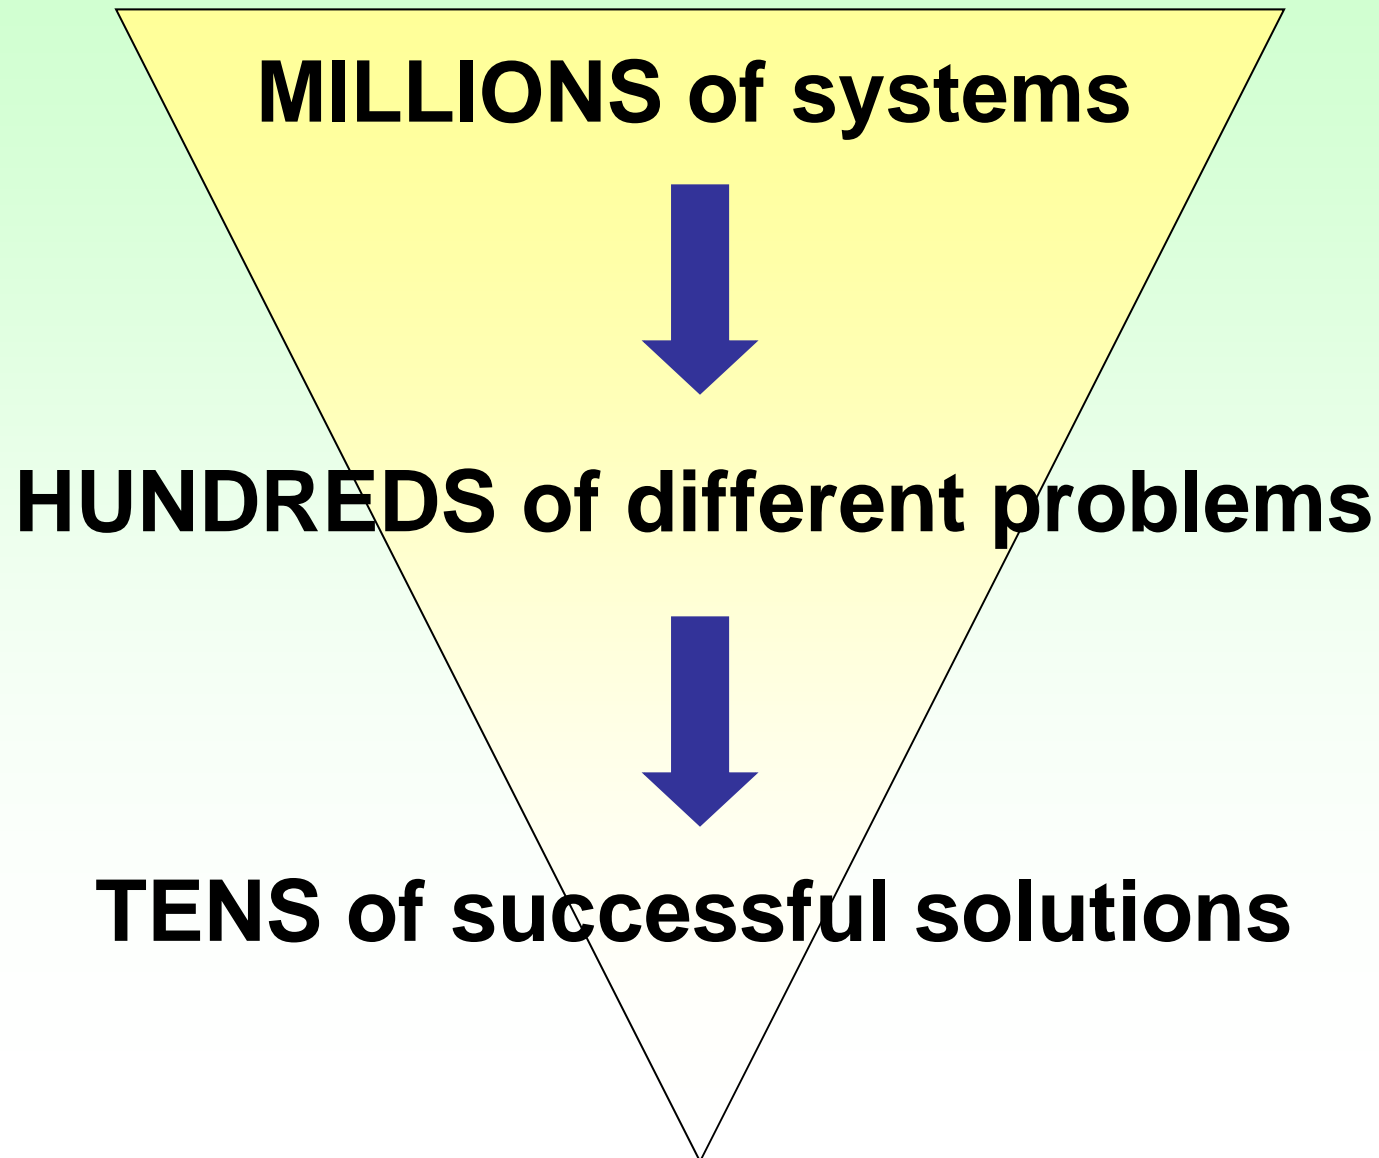 MILLIONS of systems
HUNDREDS of different problems
TENS of successful solutions